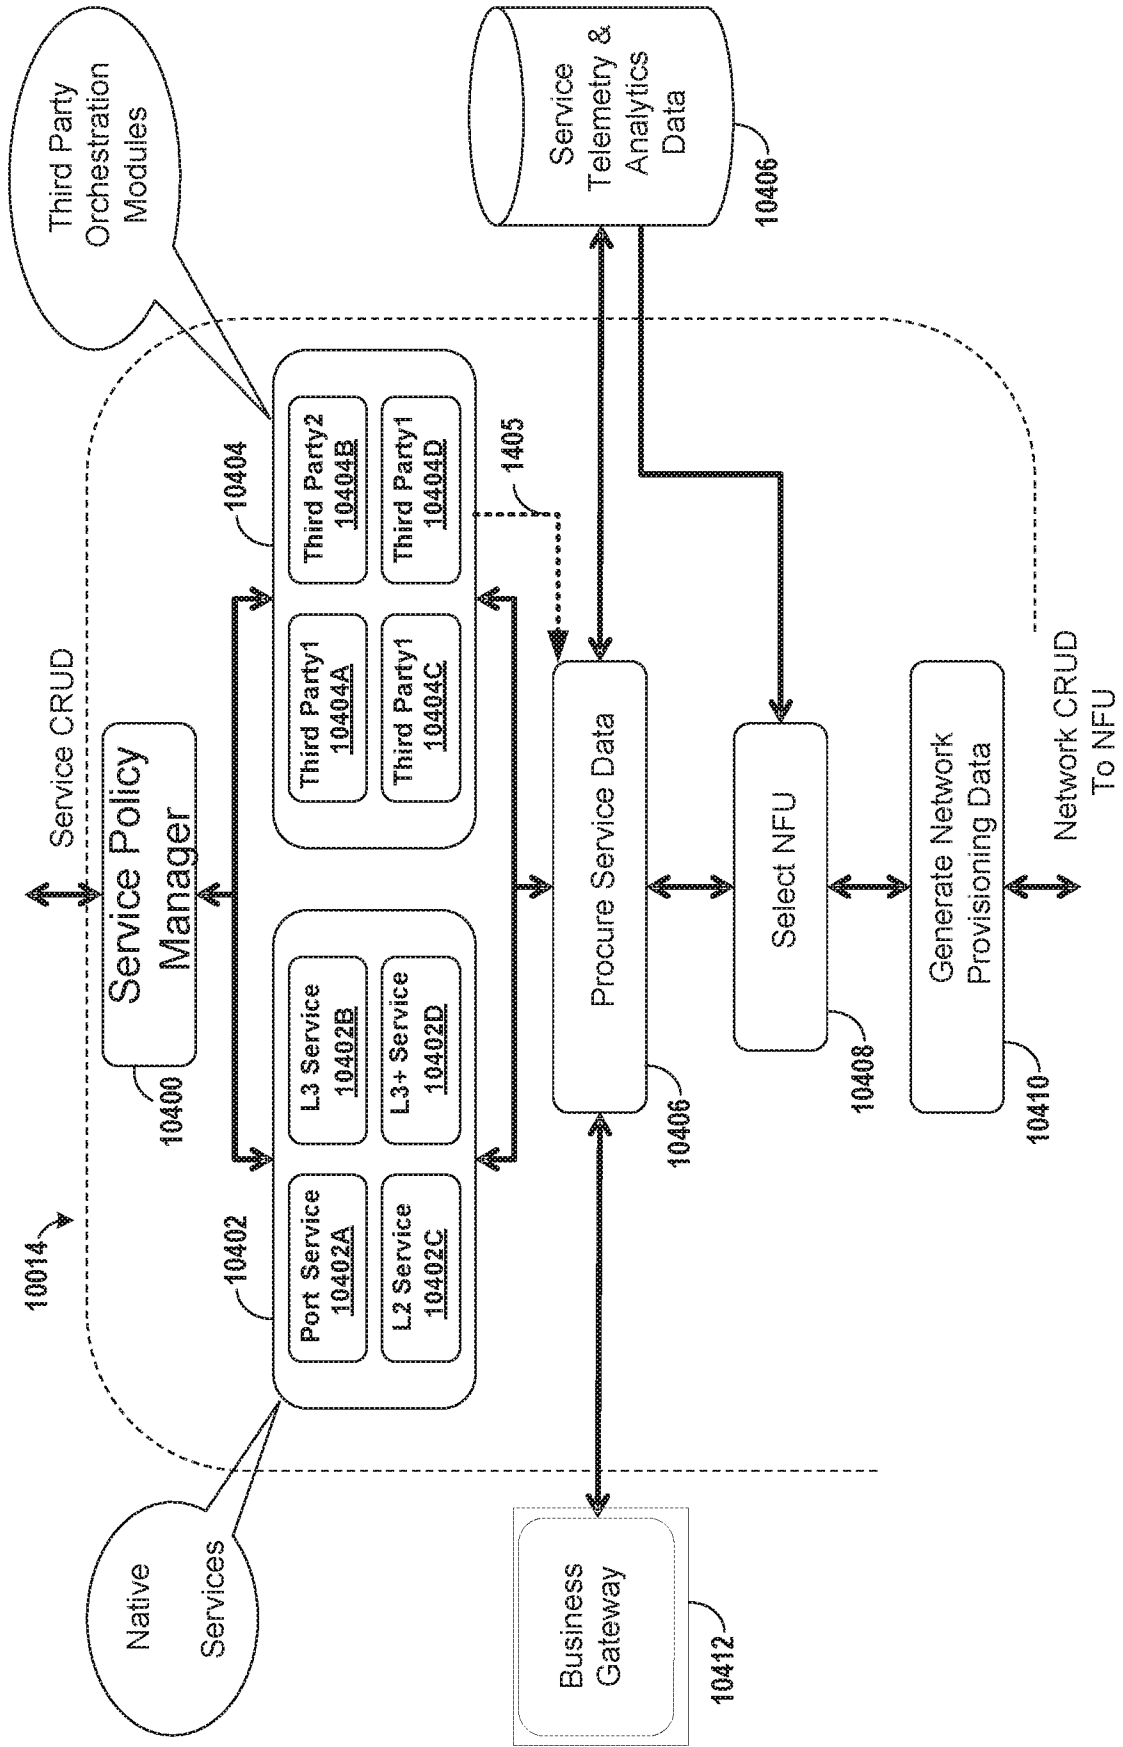 10014
Service CRUD
Service Policy
Manager
10400
Native
Services
Third Party
Orchestration
Modules
10402
Port Service
10402A
L3 Service
10402B
L2 Service
10402C
L3+ Service
10402D
10404
Third Party1
10404A
Third Party2
10404B
Third Party1
10404C
Third Party1
10404D
1405
Business
Gateway
10412
Procure Service Data
10406
Service
Telemetry &
Analytics
Data
10406
Select NFU
10408
Generate Network
Provisioning Data
10410
Network CRUD
To NFU